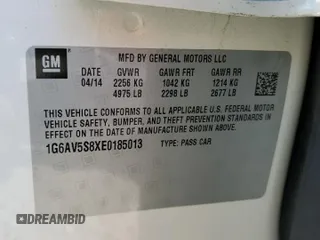 GM
MFD BY GENERAL MOTORS LLC
DATE GVWR GAWR FRT GAWR RR
04/14 2256 KG 1042 KG 1214 KG
4975 LB 2298 LB 2677 LB
THIS VEHICLE CONFORMS TO ALL APPLICABLE U.S. FEDERAL MOTOR
VEHICLE SAFETY, BUMPER, AND THEFT PREVENTION STANDARDS
IN EFFECT ON THE DATE OF MANUFACTURE SHOWN ABOVE.
1G6AV5S8XE0185013 TYPE: PASS CAR
DREAMBID